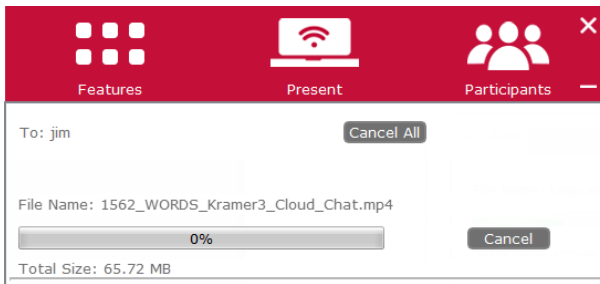 Features Present Participants
To: jim Cancel All
File Name: 1562_WORDS_Kramer3_Cloud_Chat.mp4
0% Cancel
Total Size: 65.72 MB